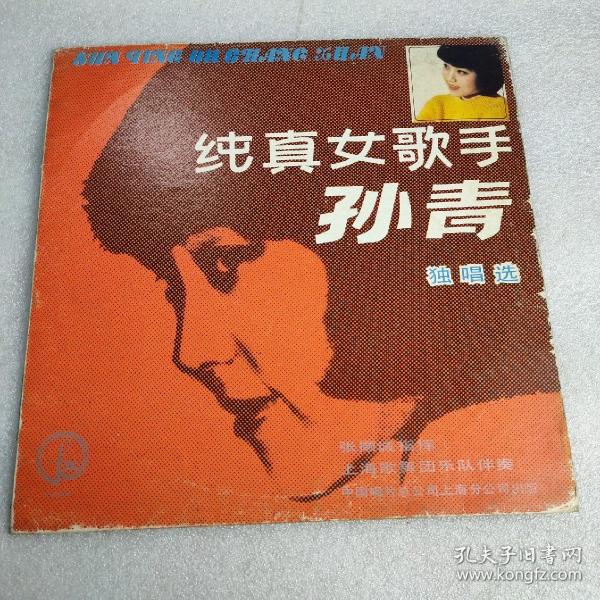 SUN QING DU CHANG XUAN
纯真女歌手
孙青
独唱选
上海歌舞团乐队伴奏
中国唱片总公司上海分公司出版
孔夫子旧书网
www.kongfz.com